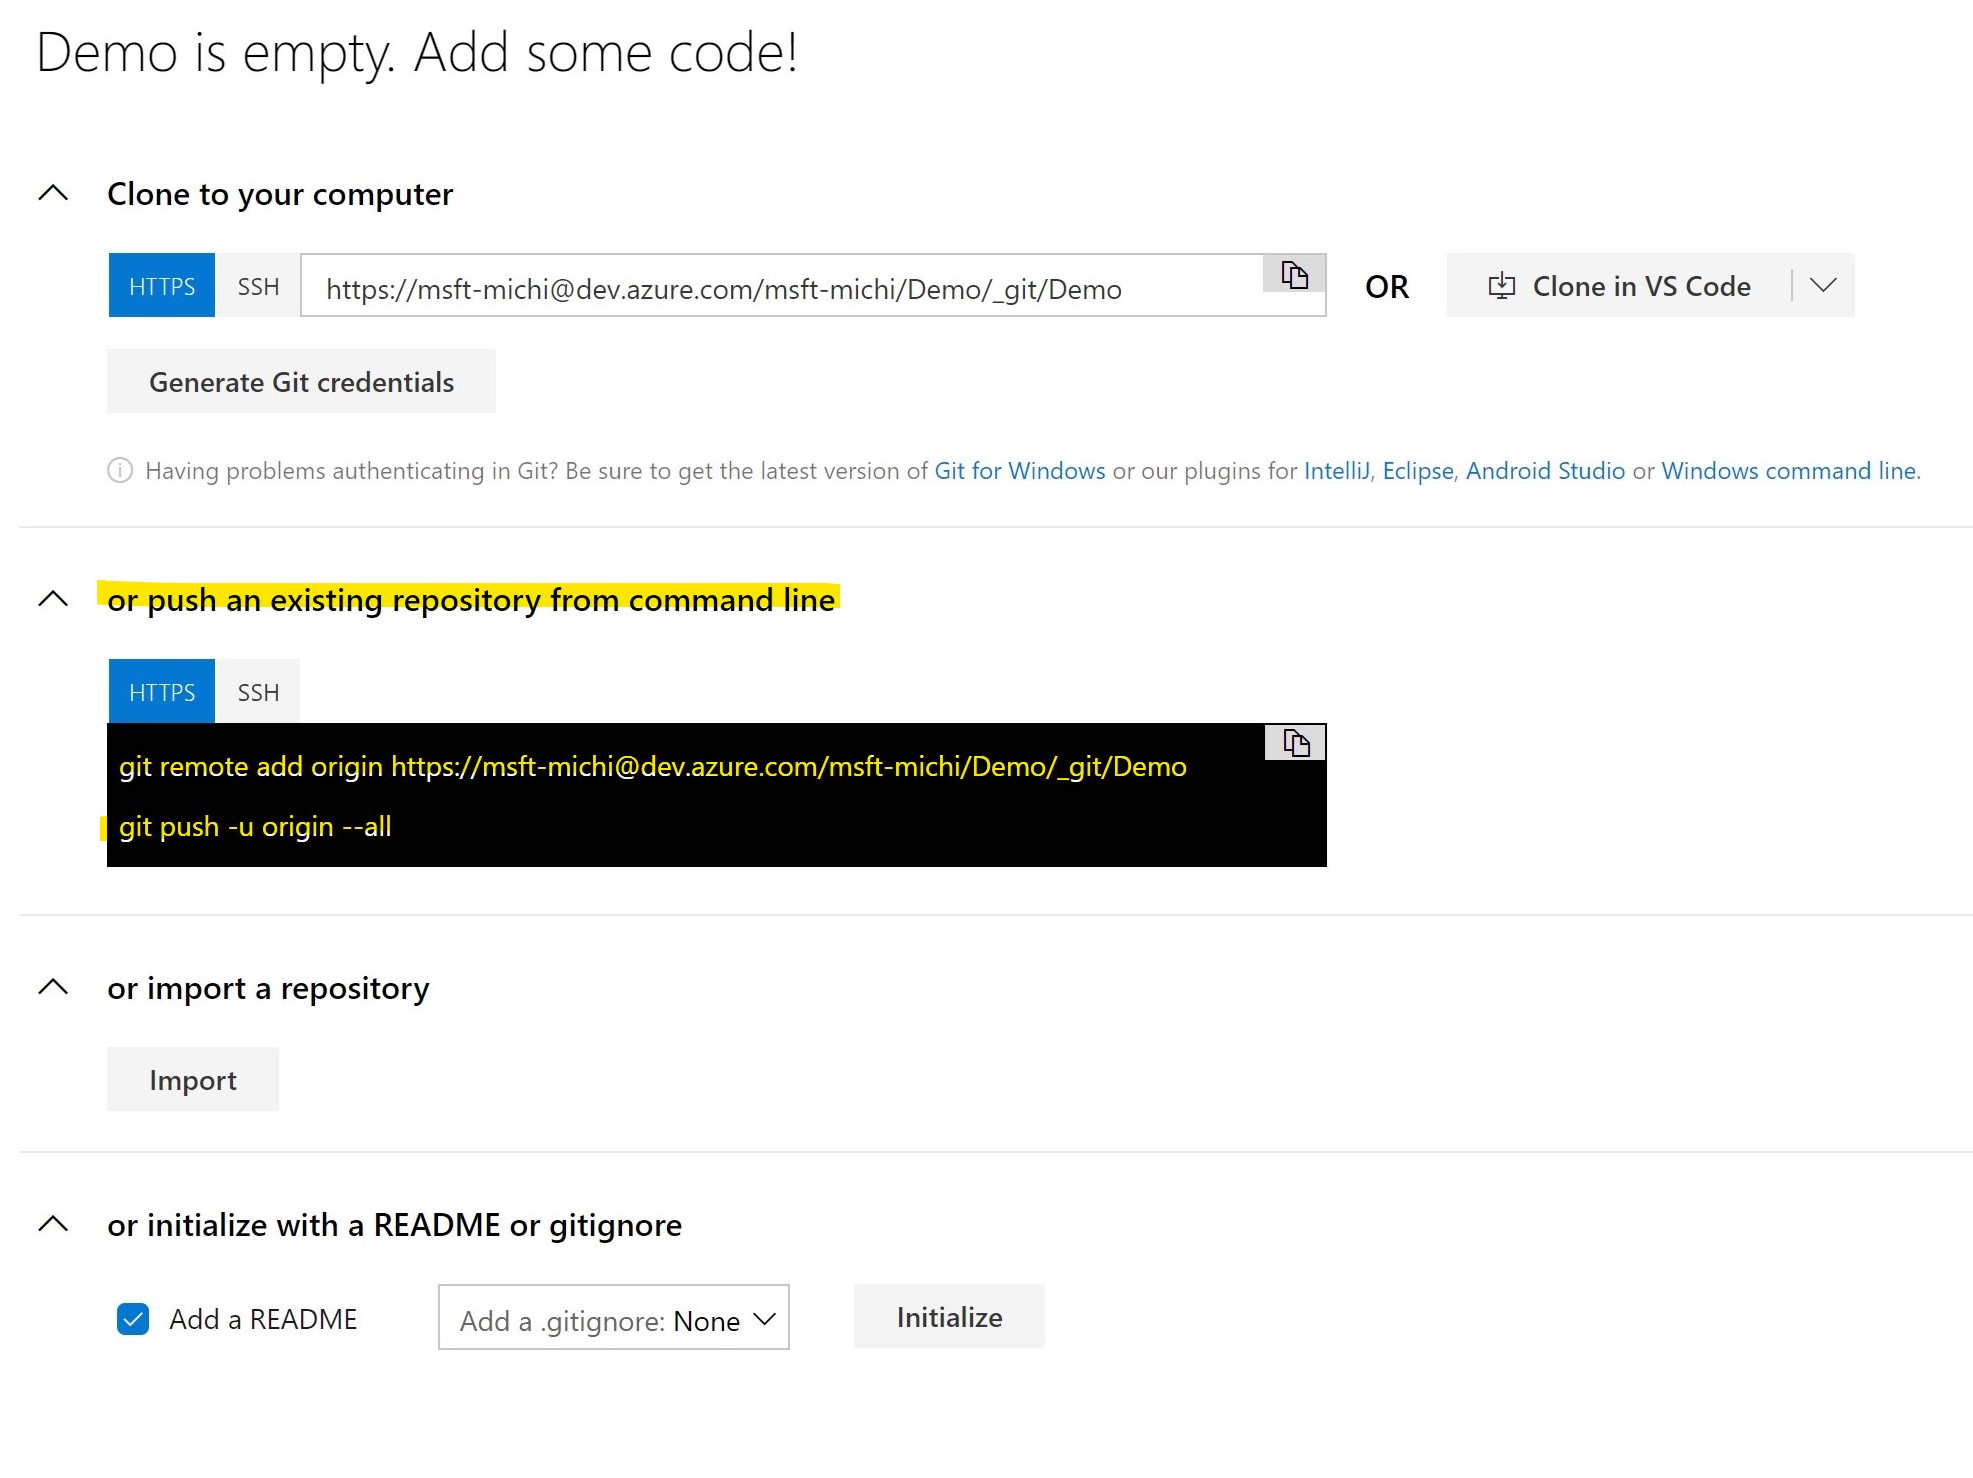 Demo is empty. Add some code!
Clone to your computer
HTTPS SSH https://msft-michi@dev.azure.com/msft-michi/Demo/_git/Demo OR Clone in VS Code
Generate Git credentials
Having problems authenticating in Git? Be sure to get the latest version of Git for Windows or our plugins for IntelliJ, Eclipse, Android Studio or Windows command line.
or push an existing repository from command line
HTTPS SSH
git remote add origin https://msft-michi@dev.azure.com/msft-michi/Demo/_git/Demo
git push -u origin --all
or import a repository
Import
or initialize with a README or gitignore
Add a README Add a .gitignore: None Initialize